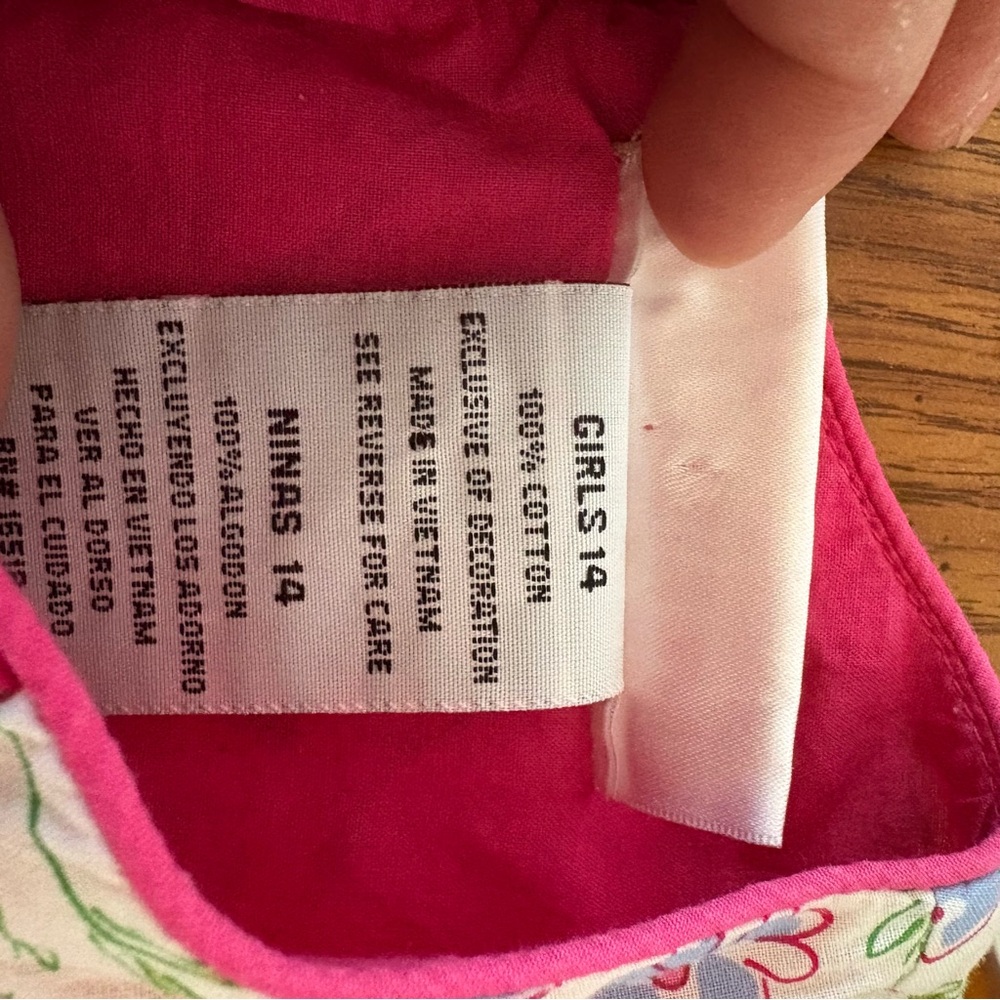 GIRLS 14
100% COTTON
EXCLUSIVE OF DECORATION
MADE IN VIETNAM
SEE REVERSE FOR CARE
NINAS 14
100% ALGODON
EXCLUYENDO LOS ADORNO
HECHO EN VIETNAM
VER AL DORSO
PARA EL CUIDADO
RN#